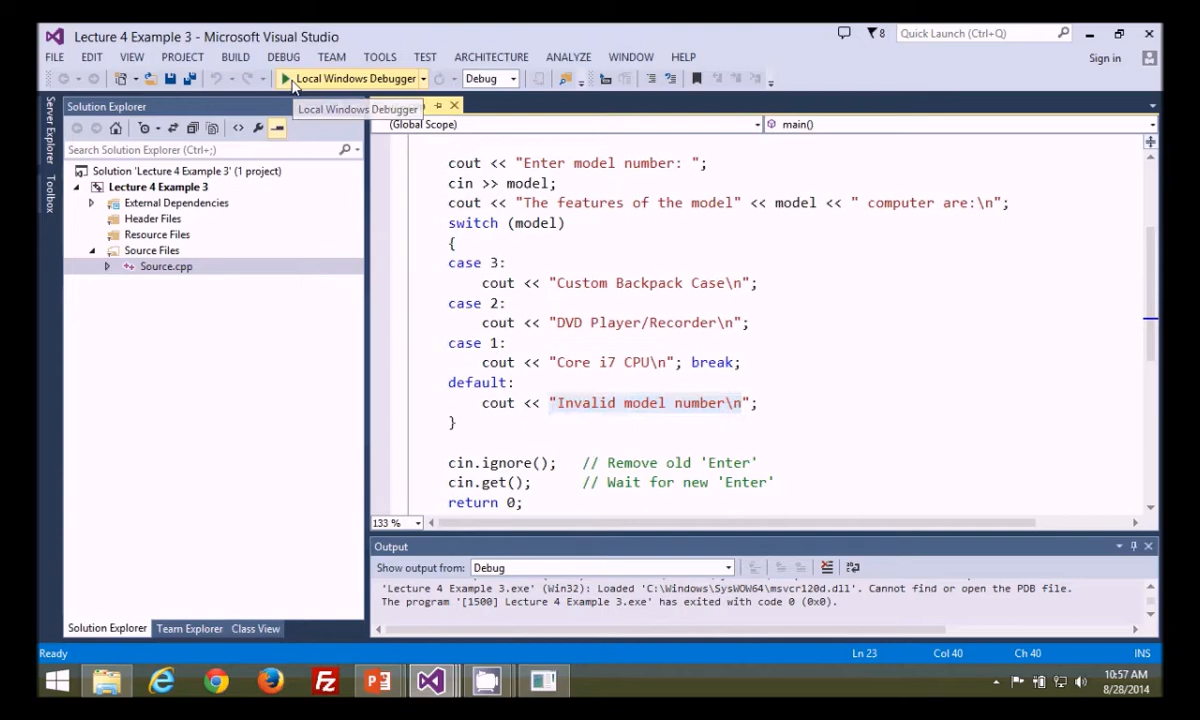 Lecture 4 Example 3 - Microsoft Visual Studio
8
Quick Launch (Ctrl+Q)
FILE EDIT VIEW PROJECT BUILD DEBUG TEAM TOOLS TEST ARCHITECTURE ANALYZE WINDOW HELP
Sign in
Local Windows Debugger Debug
Server Explorer
Toolbox
Solution Explorer
Local Windows Debugger
Search Solution Explorer (Ctrl+;)
Solution 'Lecture 4 Example 3' (1 project)
Lecture 4 Example 3
External Dependencies
Header Files
Resource Files
Source Files
Source.cpp
Solution Explorer Team Explorer Class View
(Global Scope) main()
cout << "Enter model number: ";
cin >> model;
cout << "The features of the model" << model << " computer are:\n";
switch (model)
{
case 3:
cout << "Custom Backpack Case\n";
case 2:
cout << "DVD Player/Recorder\n";
case 1:
cout << "Core i7 CPU\n"; break;
default:
cout << "Invalid model number\n";
}
cin.ignore(); // Remove old 'Enter'
cin.get(); // Wait for new 'Enter'
return 0;
133 %
Output
Show output from: Debug
'Lecture 4 Example 3.exe' (Win32): Loaded 'C:\Windows\SysWOW64\msvcr120d.dll'. Cannot find or open the PDB file.
The program '[1500] Lecture 4 Example 3.exe' has exited with code 0 (0x0).
Ready Ln 23 Col 40 Ch 40 INS
10:57 AM
8/28/2014